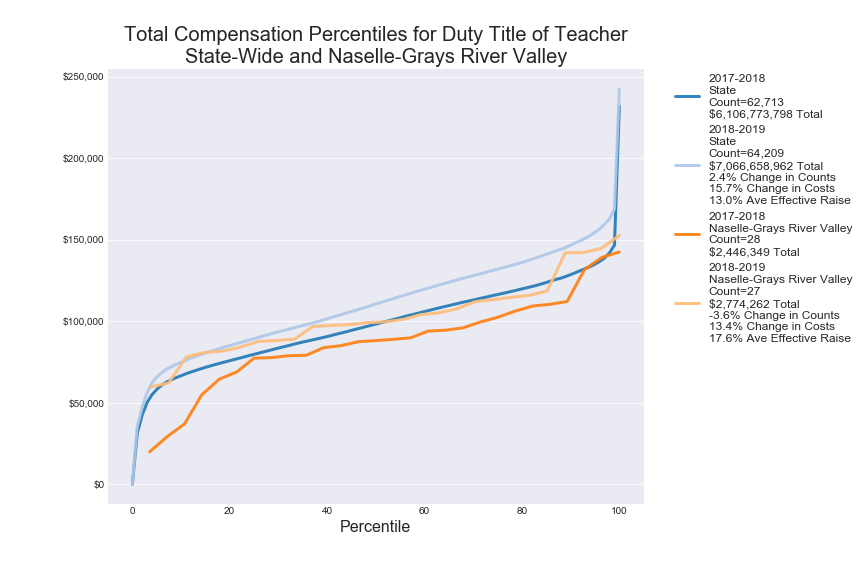 Total Compensation Percentiles for Duty Title of Teacher
State-Wide and Naselle-Grays River Valley
$250,000
$200,000
$150,000
$100,000
$50,000
$0
0
20
40
60
80
100
Percentile
2017-2018
State
Count=62,713
$6,106,773,798 Total
2018-2019
State
Count=64,209
$7,066,658,962 Total
2.4% Change in Counts
15.7% Change in Costs
13.0% Ave Effective Raise
2017-2018
Naselle-Grays River Valley
Count=28
$2,446,349 Total
2018-2019
Naselle-Grays River Valley
Count=27
$2,774,262 Total
-3.6% Change in Counts
13.4% Change in Costs
17.6% Ave Effective Raise